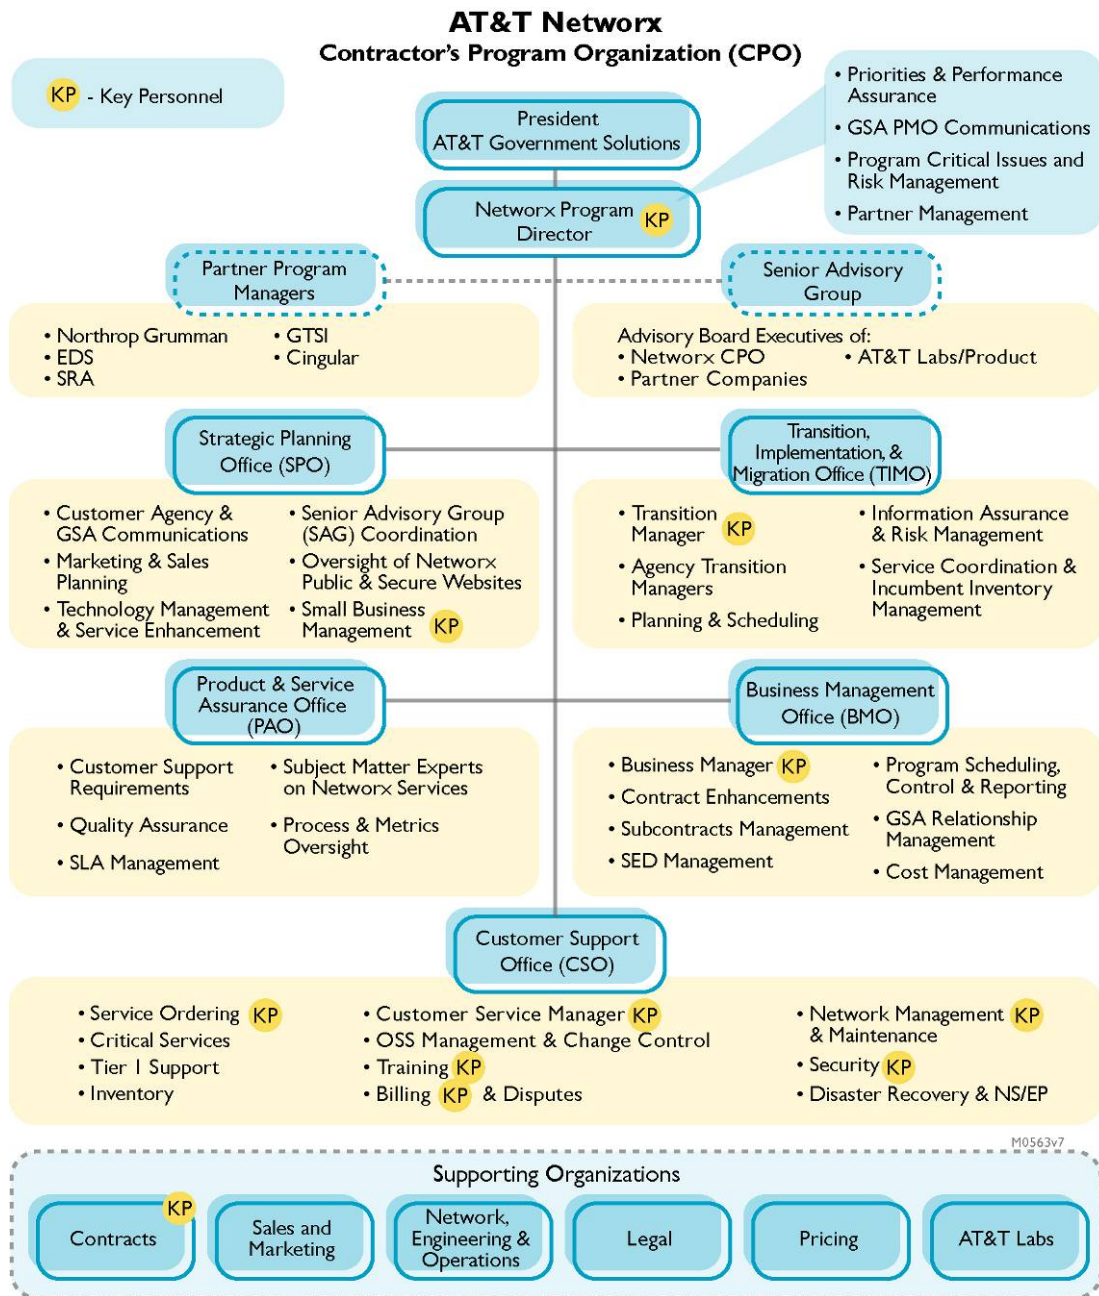 AT&T Networx
Contractor's Program Organization (CPO)
KP - Key Personnel
• Priorities & Performance
Assurance
• GSA PMO Communications
• Program Critical Issues and
Risk Management
• Partner Management
President
AT&T Government Solutions
Networx Program
Director
KP
Partner Program
Managers
• Northrop Grumman
• EDS
• SRA
• GTSI
• Cingular
Senior Advisory
Group
Advisory Board Executives of:
• Networx CPO
• Partner Companies
• AT&T Labs/Product
Strategic Planning
Office (SPO)
• Customer Agency &
GSA Communications
• Marketing & Sales
Planning
• Technology Management
& Service Enhancement
• Senior Advisory Group
(SAG) Coordination
• Oversight of Networx
Public & Secure Websites
• Small Business
Management KP
Transition,
Implementation, &
Migration Office (TIMO)
• Transition
Manager KP
• Agency Transition
Managers
• Planning & Scheduling
• Information Assurance
& Risk Management
• Service Coordination &
Incumbent Inventory
Management
Product & Service
Assurance Office
(PAO)
• Customer Support
Requirements
• Quality Assurance
• SLA Management
• Subject Matter Experts
on Networx Services
• Process & Metrics
Oversight
Business Management
Office (BMO)
• Business Manager KP
• Contract Enhancements
• Subcontracts Management
• SED Management
• Program Scheduling,
Control & Reporting
• GSA Relationship
Management
• Cost Management
Customer Support
Office (CSO)
• Service Ordering KP
• Critical Services
• Tier 1 Support
• Inventory
• Customer Service Manager KP
• OSS Management & Change Control
• Training KP
• Billing KP & Disputes
• Network Management KP
& Maintenance
• Security KP
• Disaster Recovery & NS/EP
M0563v7
Supporting Organizations
Contracts
KP
Sales and
Marketing
Network,
Engineering &
Operations
Legal
Pricing
AT&T Labs